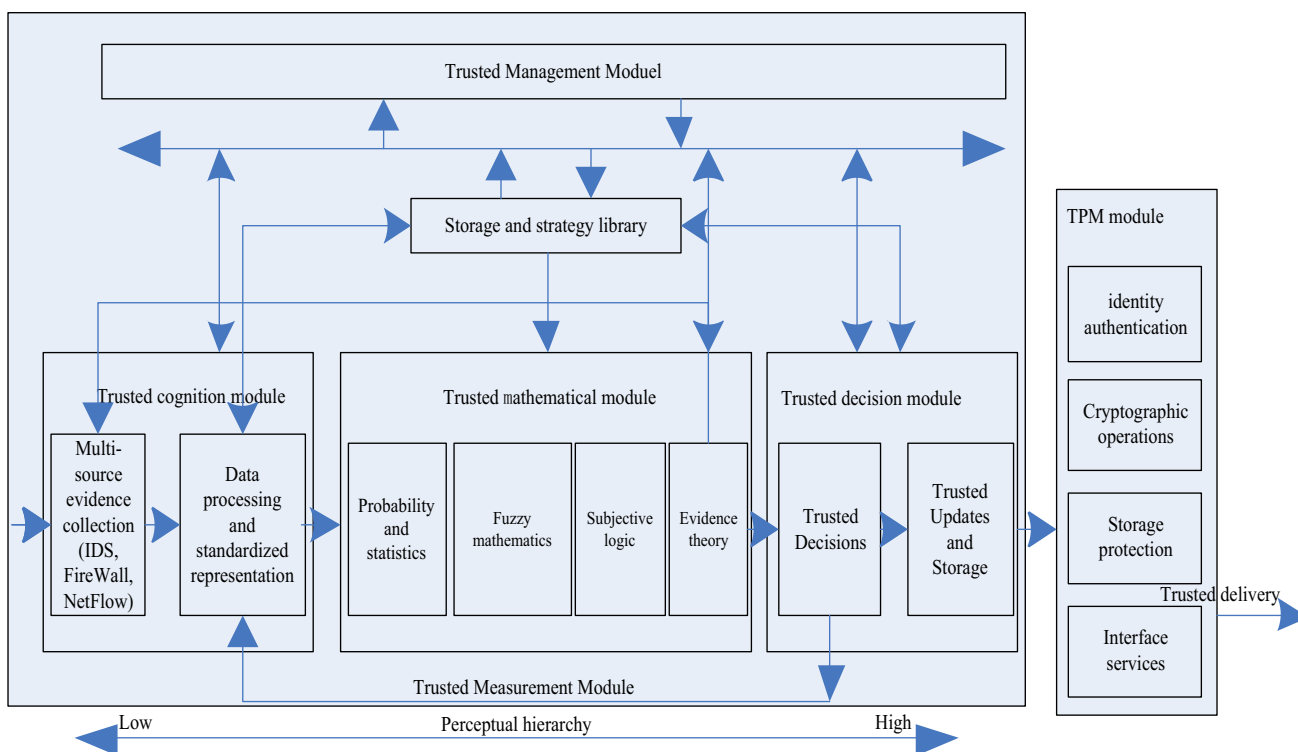 Trusted Management Moduel
Storage and strategy library
TPM module
identity
authentication
Cryptographic
operations
Storage
protection
Interface
services
Trusted delivery
Trusted cognition module
Multi-
source
evidence
collection
(IDS,
FireWall,
NetFlow)
Data
processing
and
standardized
representation
Trusted mathematical module
Probability
and
statistics
Fuzzy
mathematics
Subjective
logic
Evidence
theory
Trusted decision module
Trusted
Decisions
Trusted
Updates
and
Storage
Trusted Measurement Module
Low
Perceptual hierarchy
High